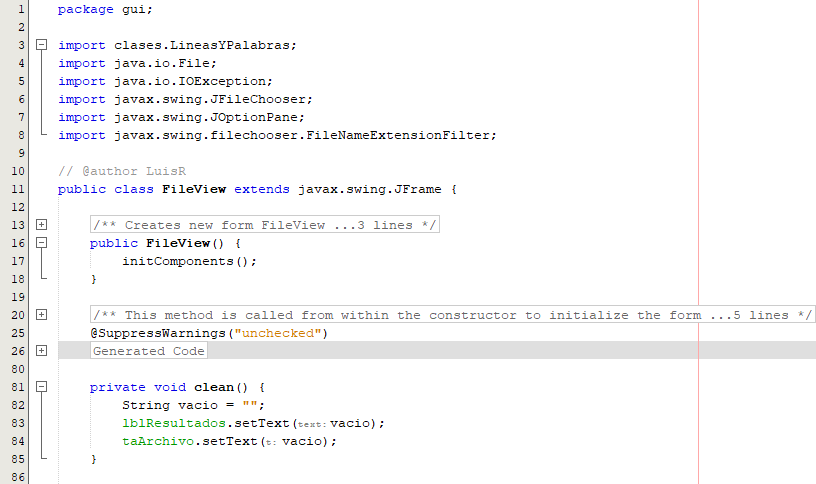 1 package gui;
2
3 import clases.LineasYPalabras;
4 import java.io.File;
5 import java.io.IOException;
6 import javax.swing.JFileChooser;
7 import javax.swing.JOptionPane;
8 import javax.swing.filechooser.FileNameExtensionFilter;
9
10 // @author LuisR
11 public class FileView extends javax.swing.JFrame {
12
13 /** Creates new form FileView ...3 lines */
16 public FileView() {
17 initComponents();
18 }
19
20 /** This method is called from within the constructor to initialize the form ...5 lines */
25 @SuppressWarnings("unchecked")
26 Generated Code
80
81 private void clean() {
82 String vacio = "";
83 lblResultados.setText(text: vacio);
84 taArchivo.setText(t: vacio);
85 }
86